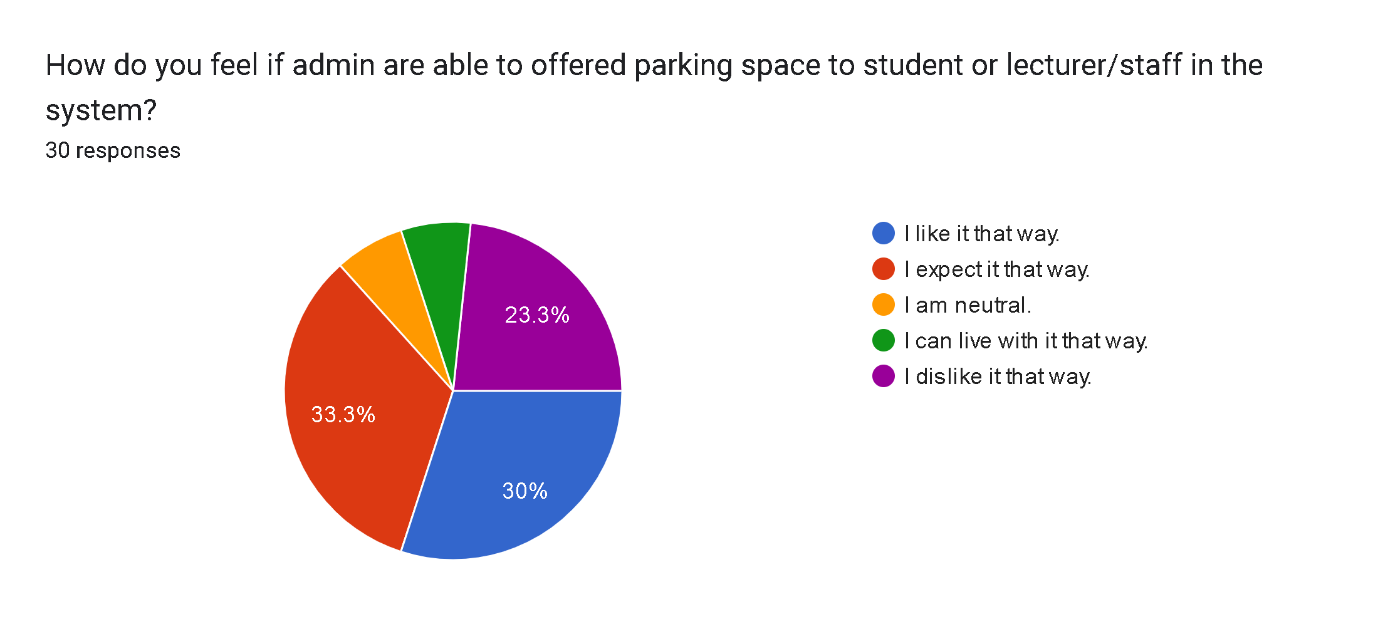 How do you feel if admin are able to offered parking space to student or lecturer/staff in the
system?
30 responses
23.3%
33.3%
30%
I like it that way.
I expect it that way.
I am neutral.
I can live with it that way.
I dislike it that way.